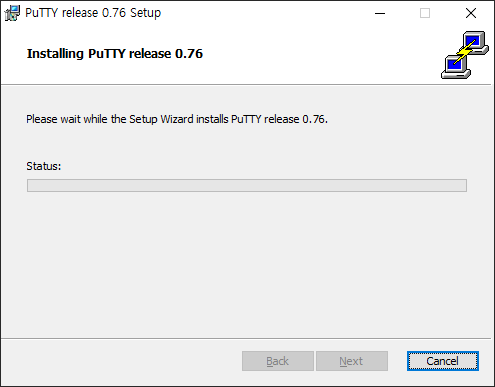 PuTTY release 0.76 Setup
Installing PuTTY release 0.76
Please wait while the Setup Wizard installs PuTTY release 0.76.
Status:
Back Next Cancel